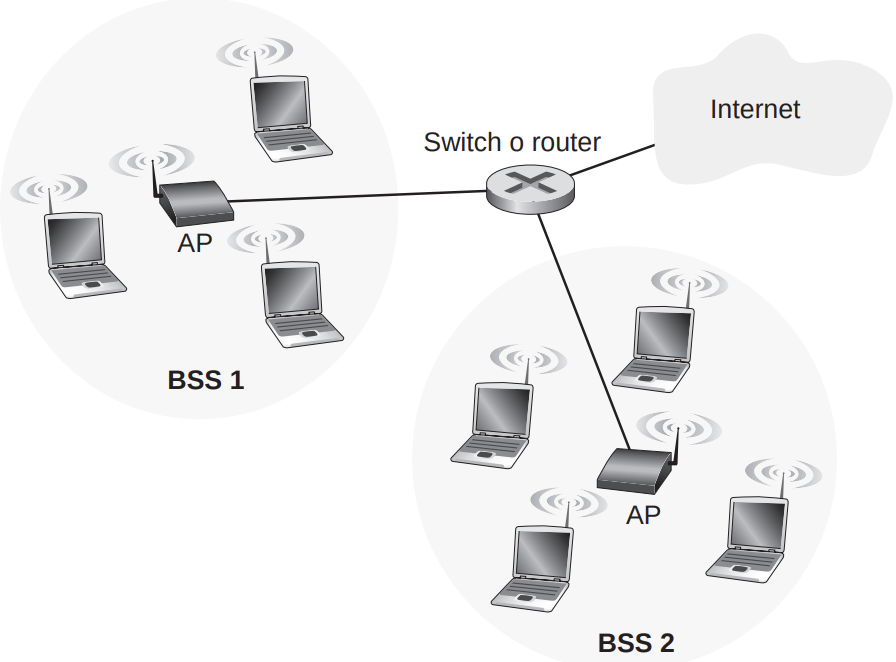 Internet
Switch o router
AP
BSS 1
AP
BSS 2